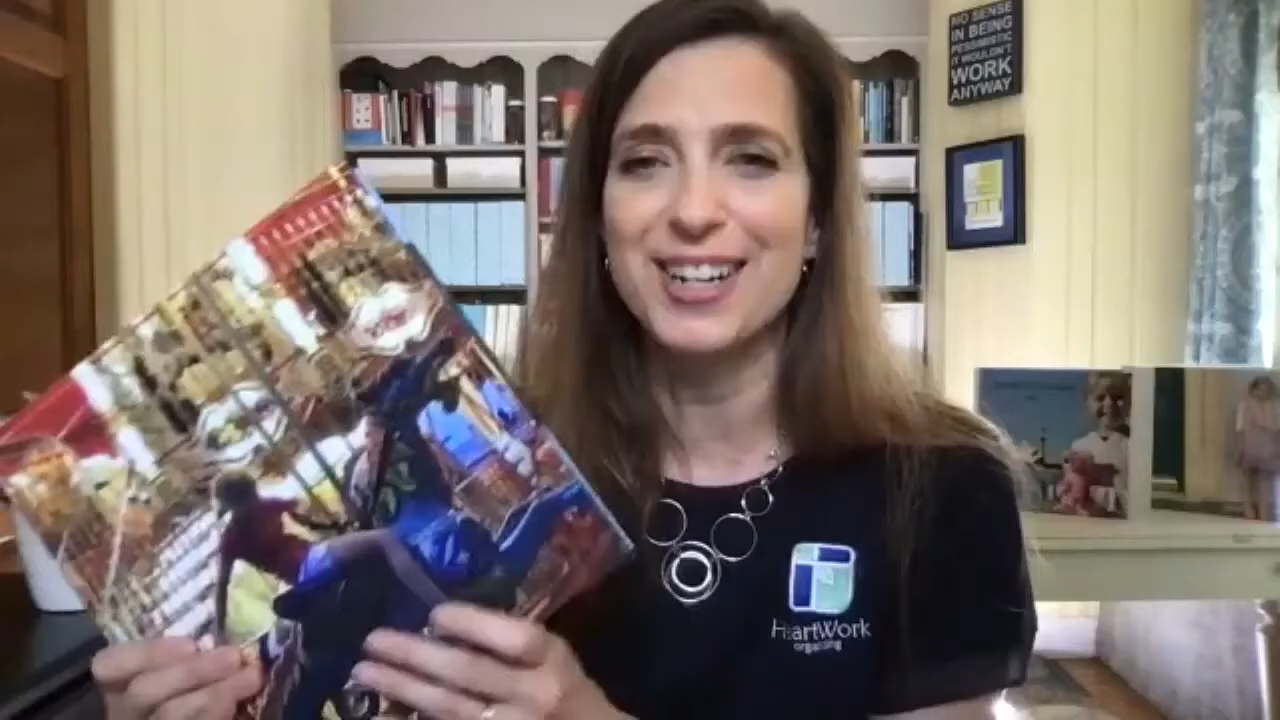 NO SENSE
IN BEING
PESSIMISTIC
IT WOULDN'T
WORK
ANYWAY
HeartWork
organizing